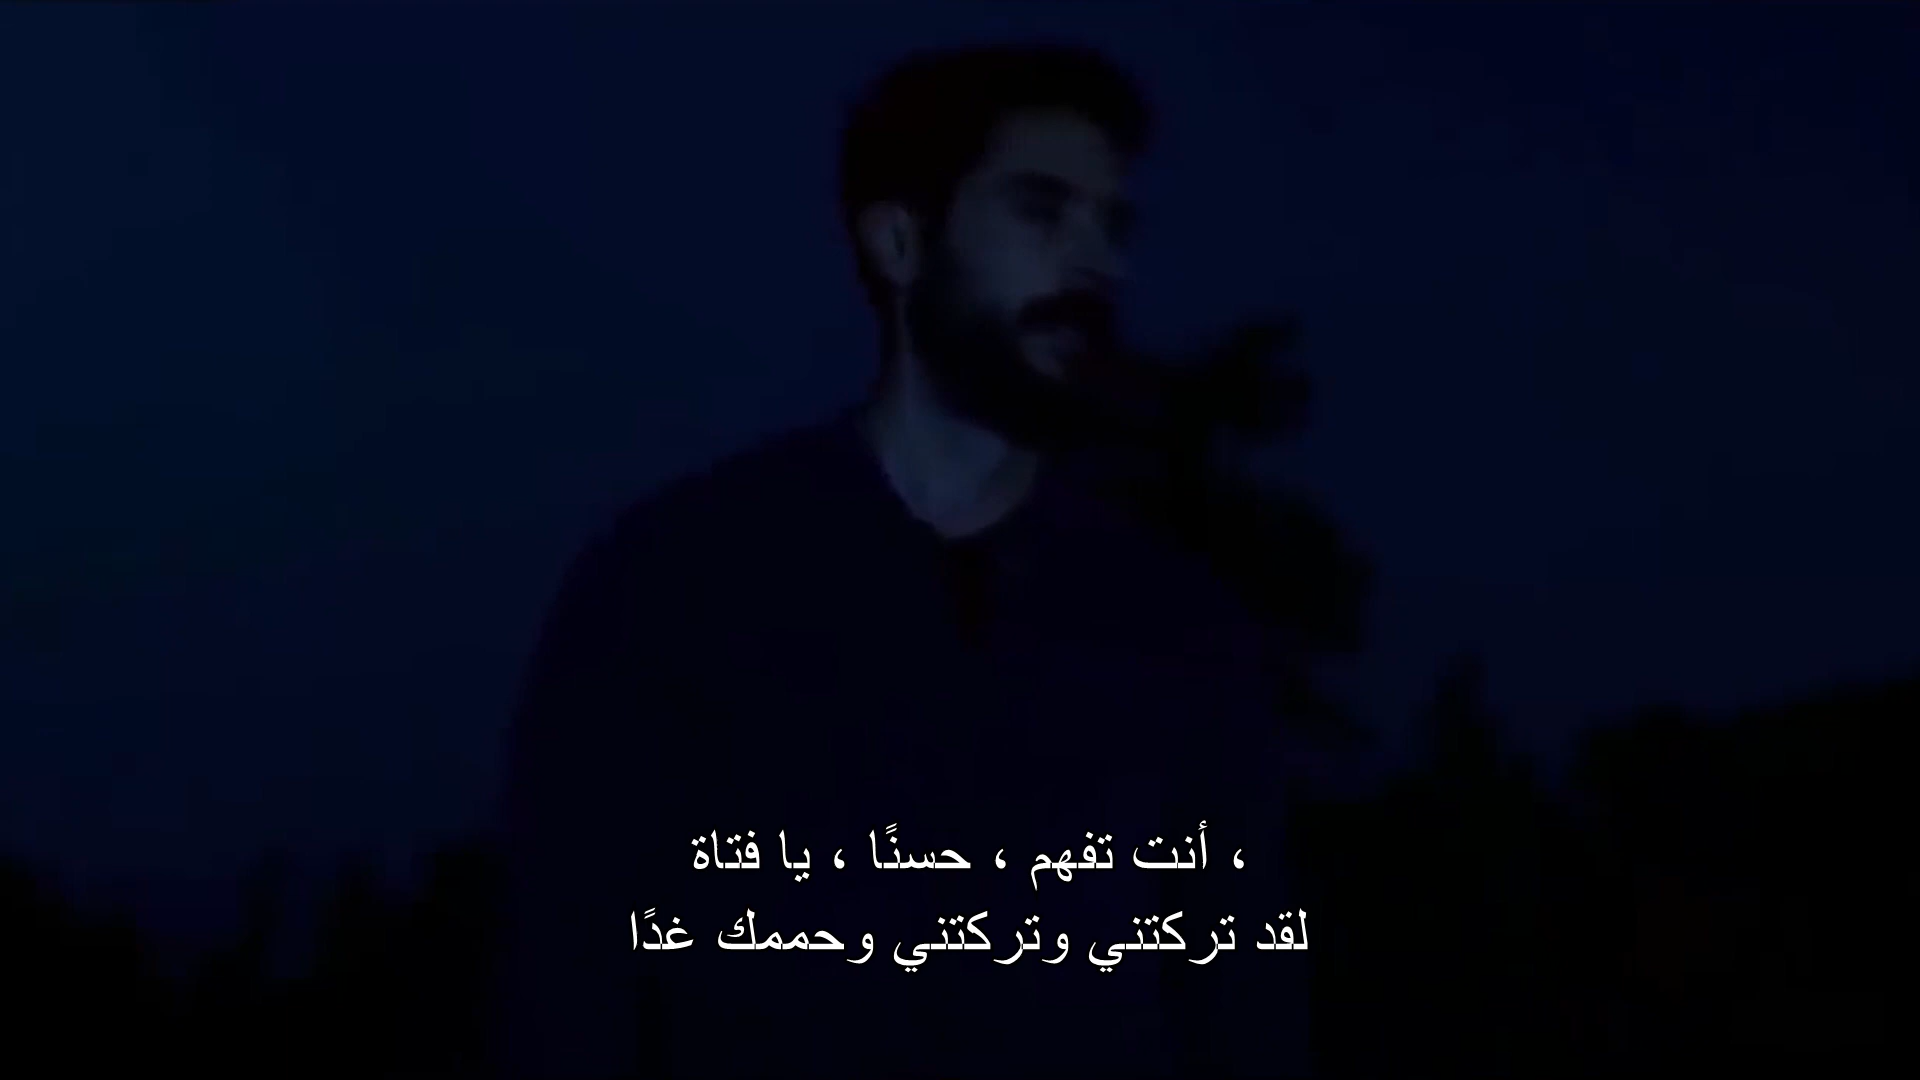 ، أنت تفهم ، حسنًا ، يا فتاة
لقد تركتني وتركتني وحممك غدًا